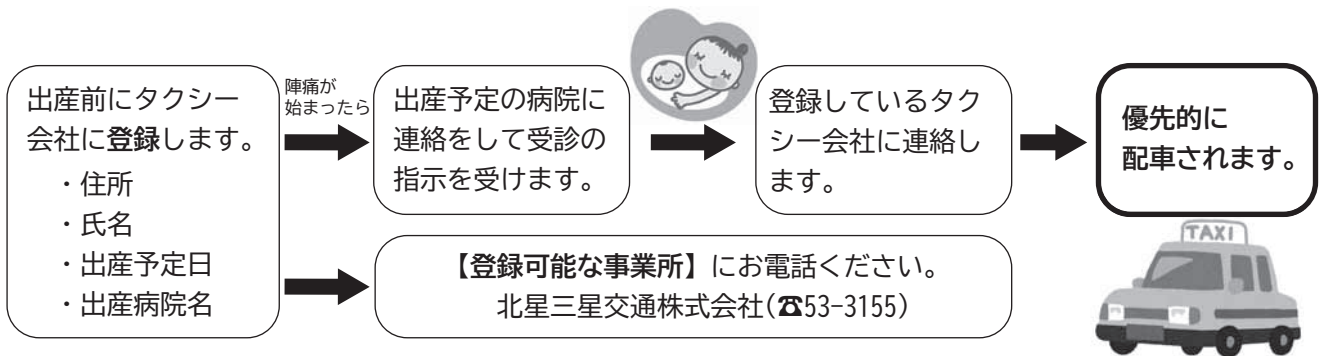 出産前にタクシー
会社に登録します。
・住所
・氏名
・出産予定日
・出産病院名
陣痛が
始まったら
出産予定の病院に
連絡をして受診の
指示を受けます。
登録しているタク
シー会社に連絡し
ます。
優先的に
配車されます。
【登録可能な事業所】にお電話ください。
北星三星交通株式会社(☎53-3155)
TAXI